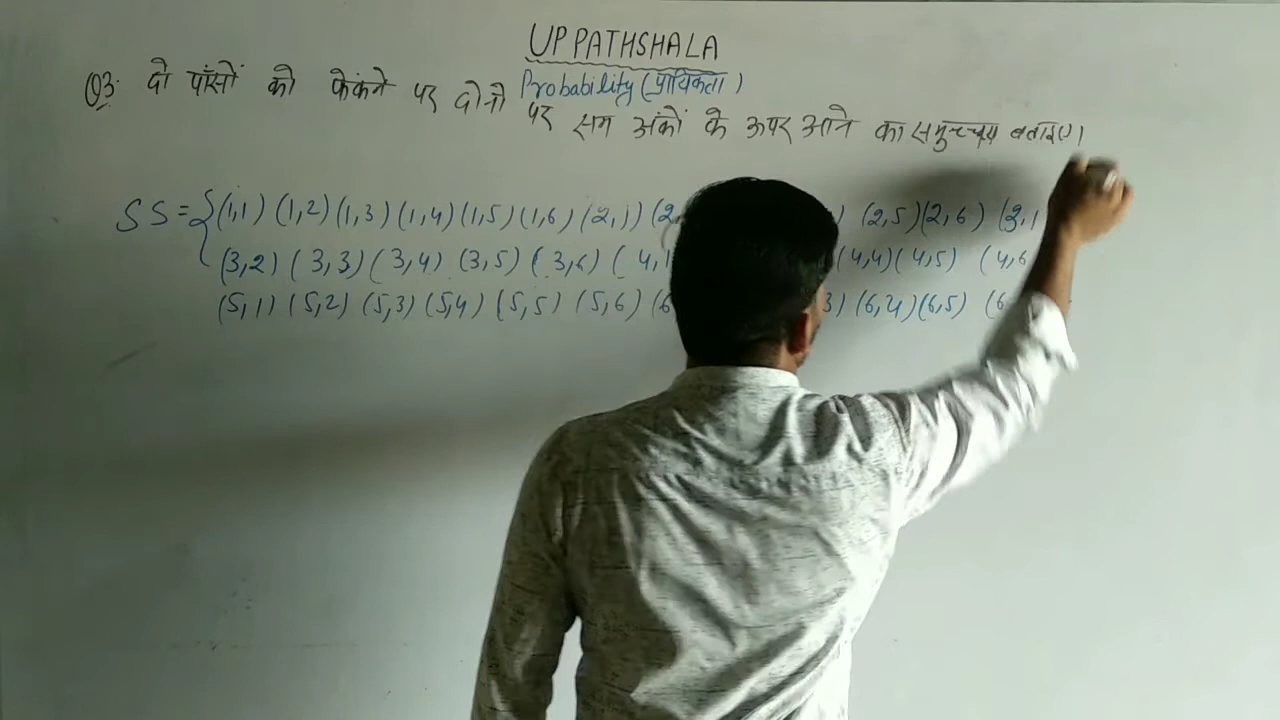 UP PATHSHALA
Probability (प्रायिकता)
Q3: दो पाँसों को फेकने पर दोनो पर सम अंकों के ऊपर आने का समुच्चय बताइए।
SS = {(1,1) (1,2) (1,3) (1,4) (1,5) (1,6) (2,1) (2 ) (2,5) (2,6) (3,1
(3,2) (3,3) (3,4) (3,5) (3,6) (4,1 (4,4) (4,5) (4,6
(5,1) (5,2) (5,3) (5,4) (5,5) (5,6) (6 3) (6,4) (6,5) (6